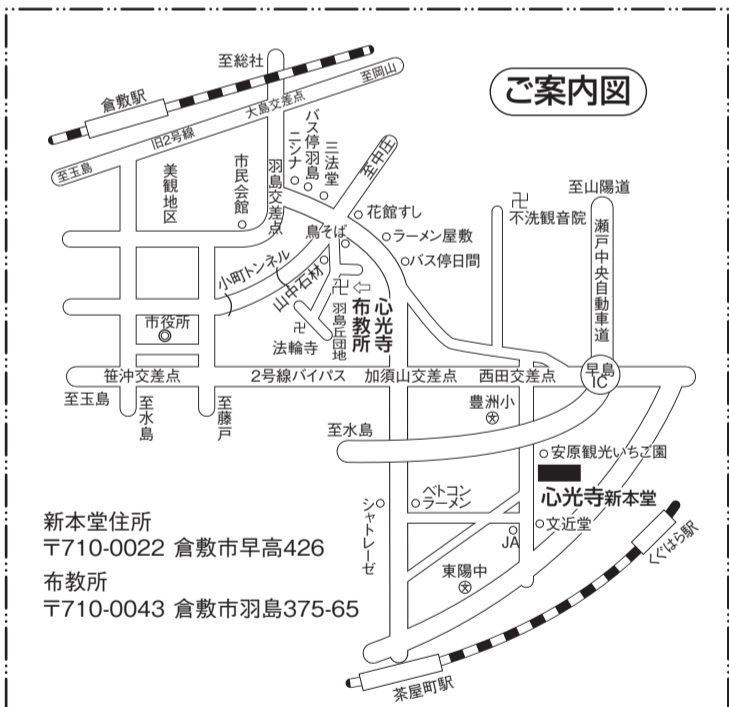 ご案内図
至総社
至岡山
倉敷駅
大島交差点
旧2号線
至玉島
美観地区
市民会館
羽島交差点
ニシナ
バス停羽島
三法堂
至中庄
花館すし
鳥そば
ラーメン屋敷
バス停日間
不洗観音院
至山陽道
瀬戸中央自動車道
小町トンネル
山中石材
卍
卍
卍
羽島丘団地
心光寺
布教所
法輪寺
市役所
笹沖交差点
2号線バイパス
加須山交差点
西田交差点
早島
IC
至玉島
至水島
至藤戸
豊洲小
至水島
安原観光いちご園
心光寺新本堂
ベトコン
ラーメン
シャトレーゼ
文近堂
JA
東陽中
くぐはら駅
茶屋町駅
新本堂住所
〒710-0022 倉敷市早高426
布教所
〒710-0043 倉敷市羽島375-65